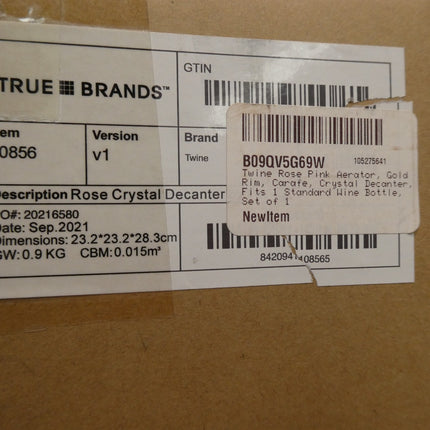 TRUE BRANDS™
GTIN
em
0856
Version
v1
Brand
Twine
B09QV5G69W
105275641
Twine Rose Pink Aerator, Gold
Rim, Carafe, Crystal Decanter,
Fits 1 Standard Wine Bottle,
Set of 1
NewItem
Description Rose Crystal Decanter
O#: 20216580
Date: Sep.2021
Dimensions: 23.2*23.2*28.3cm
GW: 0.9 KG CBM: 0.015m³
842094 108565